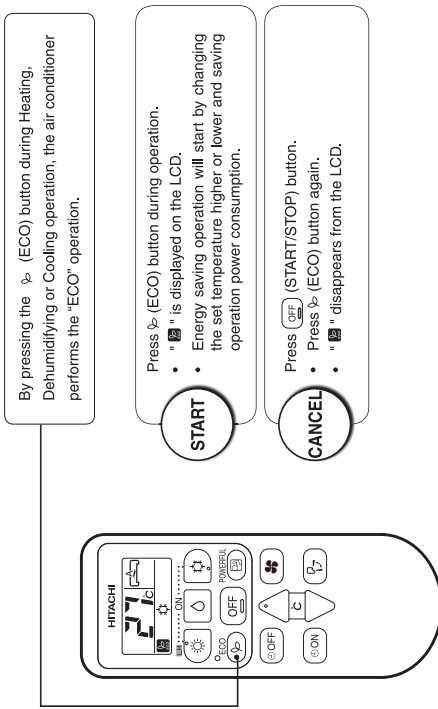 By pressing the (ECO) button during Heating,
Dehumidifying or Cooling operation, the air conditioner
performs the “ECO” operation.
START
Press (ECO) button during operation.
• " " is displayed on the LCD.
• Energy saving operation will start by changing
the set temperature higher or lower and saving
operation power consumption.
CANCEL
Press OFF (START/STOP) button.
• Press (ECO) button again.
• " " disappears from the LCD.
HITACHI
27°C
ON
ECO
POWERFUL
OFF
OFF
°C
ON